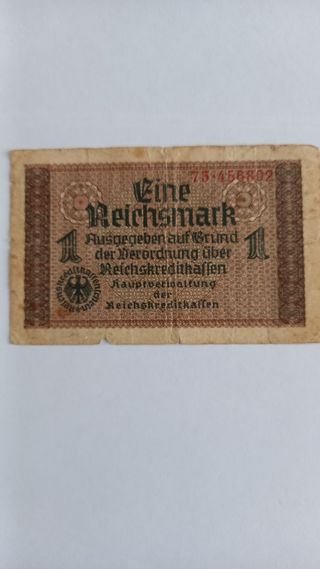 75·456802
Eine
Reichsmark
1 Ausgegeben auf Grund 1
der Verordnung über
Reichskreditkassen
Hauptverwaltung
der
Reichskreditkassen